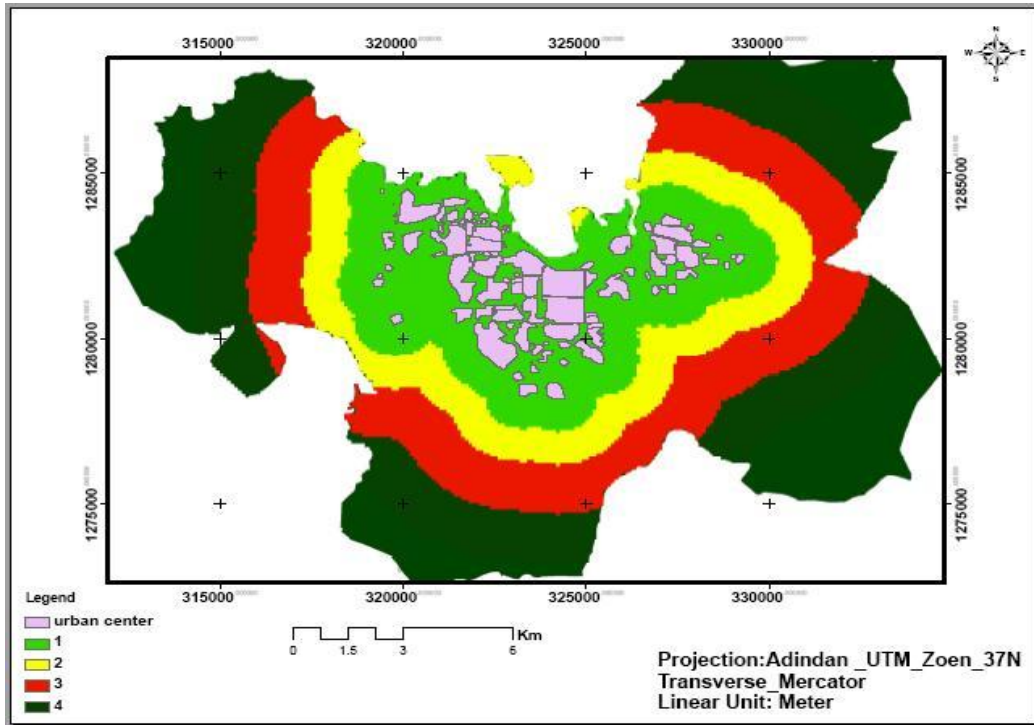 N
W E
S
315000 320000 325000 330000
1285000 1285000
1280000 1280000
1275000 1275000
315000 320000 325000 330000
Legend
urban center
1
2
3
4
Km
0 1.5 3 6
Projection:Adindan _UTM_Zoen_37N
Transverse_Mercator
Linear Unit: Meter